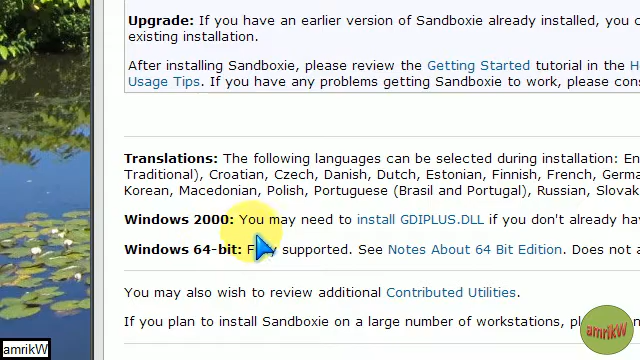 Upgrade: If you have an earlier version of Sandboxie already installed, you c
existing installation.
After installing Sandboxie, please review the Getting Started tutorial in the H
Usage Tips. If you have any problems getting Sandboxie to work, please cons
Translations: The following languages can be selected during installation: En
Traditional), Croatian, Czech, Danish, Dutch, Estonian, Finnish, French, Germa
Korean, Macedonian, Polish, Portuguese (Brasil and Portugal), Russian, Slovak
Windows 2000: You may need to install GDIPLUS.DLL if you don't already ha
Windows 64-bit: supported. See Notes About 64 Bit Edition. Does not a
You may also wish to review additional Contributed Utilities.
If you plan to install Sandboxie on a large number of workstations,
amrikW
amrikW